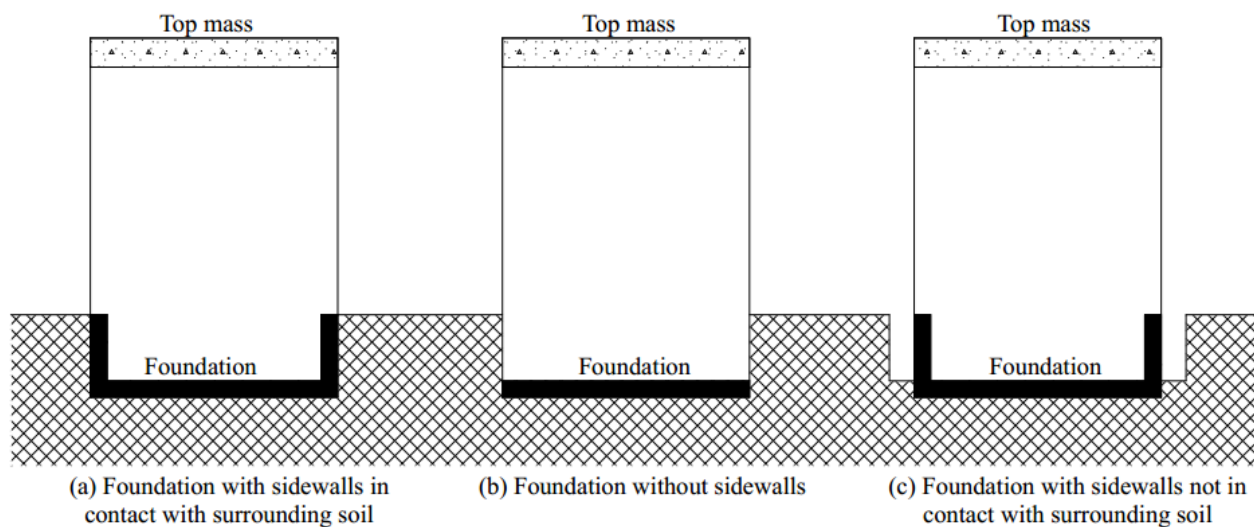 Top mass
Top mass
Top mass
Foundation
Foundation
Foundation
(a) Foundation with sidewalls in
contact with surrounding soil
(b) Foundation without sidewalls
(c) Foundation with sidewalls not in
contact with surrounding soil